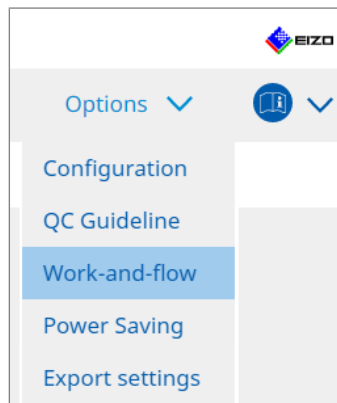 EIZO
Options
Configuration
QC Guideline
Work-and-flow
Power Saving
Export settings